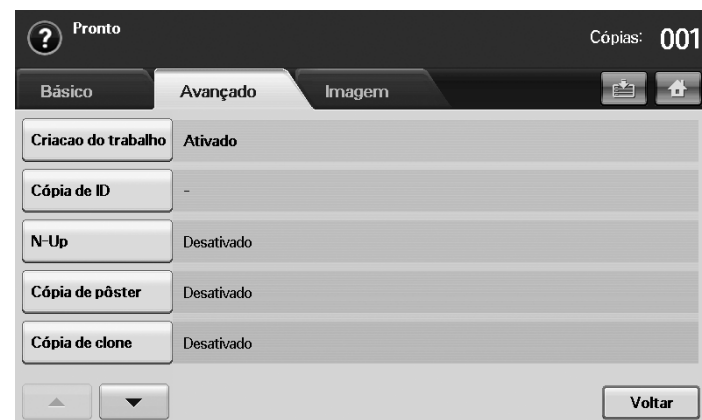 ? Pronto
Cópias: 001
Básico Avançado Imagem
Criacao do trabalho Ativado
Cópia de ID -
N-Up Desativado
Cópia de pôster Desativado
Cópia de clone Desativado
Voltar